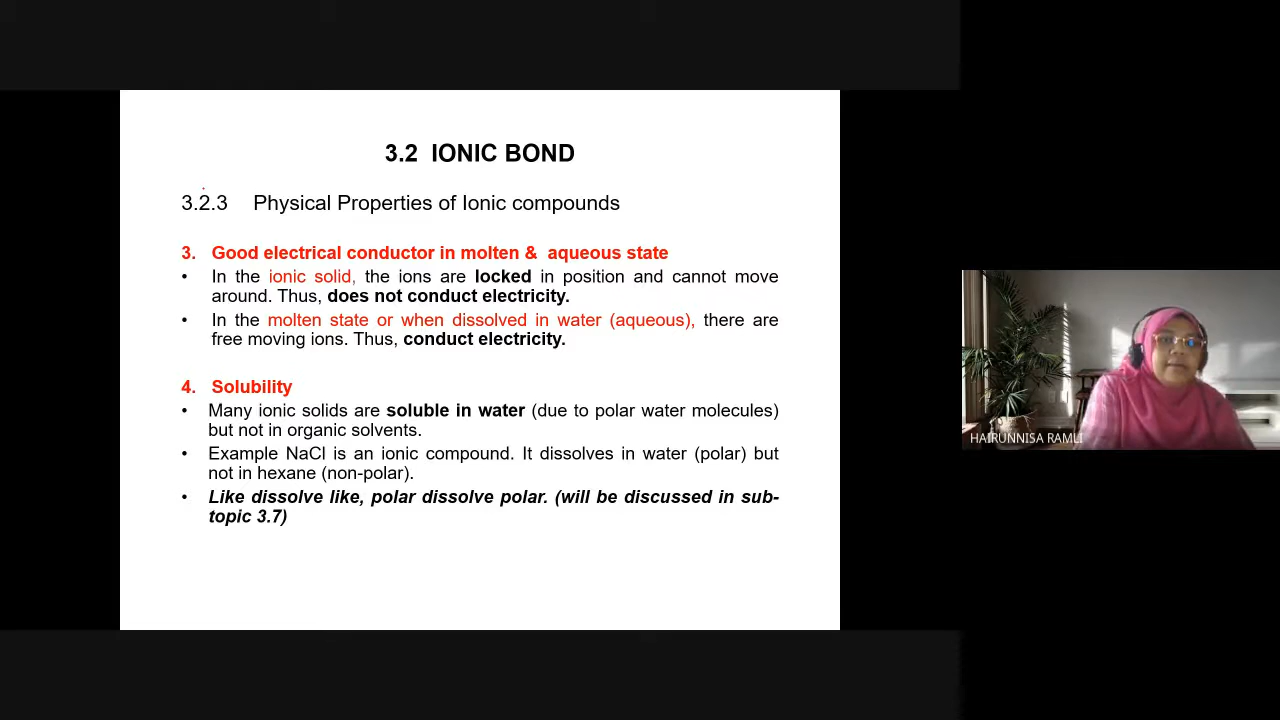 3.2 IONIC BOND
3.2.3 Physical Properties of Ionic compounds
3. Good electrical conductor in molten & aqueous state
• In the ionic solid, the ions are locked in position and cannot move
around. Thus, does not conduct electricity.
• In the molten state or when dissolved in water (aqueous), there are
free moving ions. Thus, conduct electricity.
4. Solubility
• Many ionic solids are soluble in water (due to polar water molecules)
but not in organic solvents.
• Example NaCl is an ionic compound. It dissolves in water (polar) but
not in hexane (non-polar).
• Like dissolve like, polar dissolve polar. (will be discussed in sub-
topic 3.7)
HAIRUNNISA RAMLI